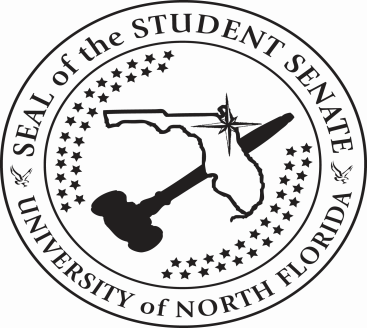 SEAL of the STUDENT SENATE
UNIVERSITY of NORTH FLORIDA